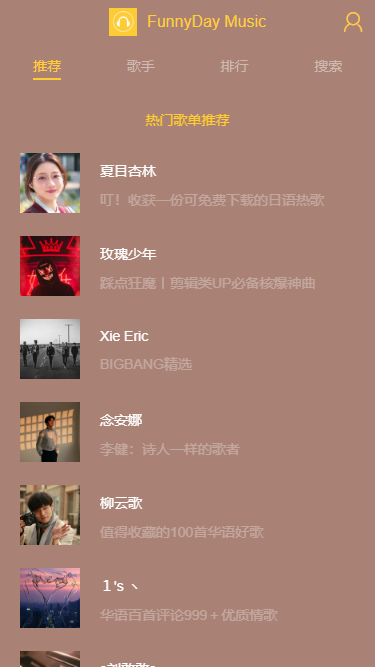 FunnyDay Music
推荐 歌手 排行 搜索
热门歌单推荐
夏目杏林
叮！收获一份可免费下载的日语热歌
玫瑰少年
踩点狂魔丨剪辑类UP必备核爆神曲
Xie Eric
BIGBANG精选
念安娜
李健：诗人一样的歌者
柳云歌
值得收藏的100首华语好歌
１'s ヽ
华语百首评论999＋优质情歌